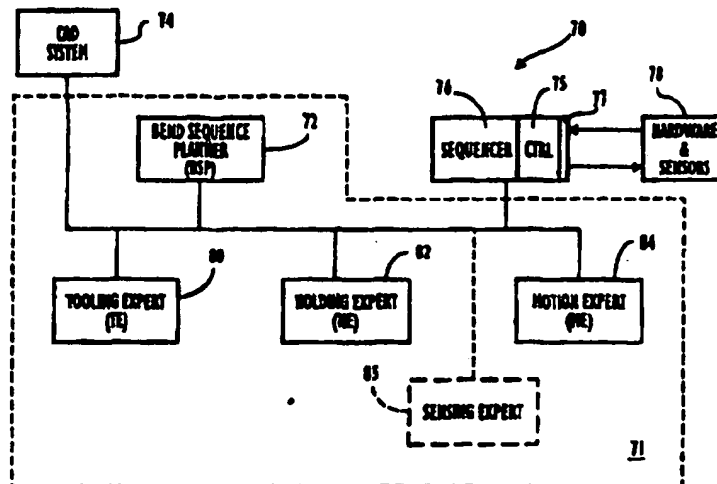 CAD
SYSTEM
74
70
76
75
77
78
BEND SEQUENCE
PLANNER
(BSP)
72
SEQUENCER
CTRL
HARDWARE
&
SENSORS
80
82
84
TOOLING EXPERT
(TE)
HOLDING EXPERT
(HE)
MOTION EXPERT
(ME)
85
SENSING EXPERT
71